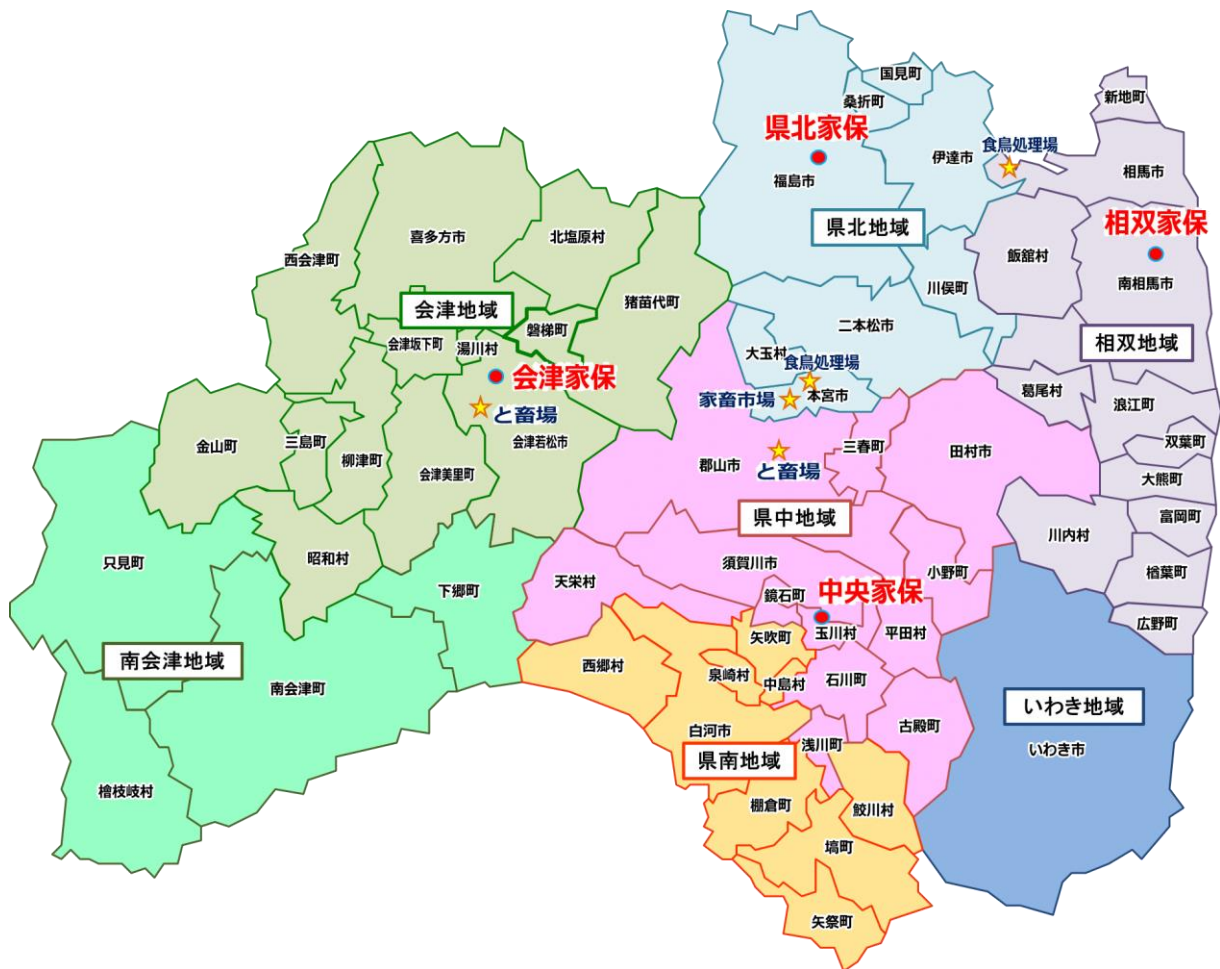 国見町
桑折町
新地町
県北家保
食鳥処理場
伊達市
相馬市
福島市
県北地域
相双家保
喜多方市
北塩原村
西会津町
飯舘村
南相馬市
川俣町
猪苗代町
会津地域
磐梯町
二本松市
相双地域
会津坂下町
湯川村
大玉村
食鳥処理場
会津家保
家畜市場
本宮市
葛尾村
浪江町
と畜場
金山町
三島町
柳津町
会津美里町
会津若松市
三春町
双葉町
郡山市
と畜場
田村市
大熊町
県中地域
富岡町
川内村
只見町
昭和村
須賀川市
小野町
楢葉町
下郷町
天栄村
鏡石町
中央家保
広野町
玉川村
平田村
矢吹町
南会津地域
西郷村
泉崎村
中島村
石川町
南会津町
いわき地域
古殿町
白河市
浅川町
いわき市
県南地域
檜枝岐村
棚倉町
鮫川村
塙町
矢祭町